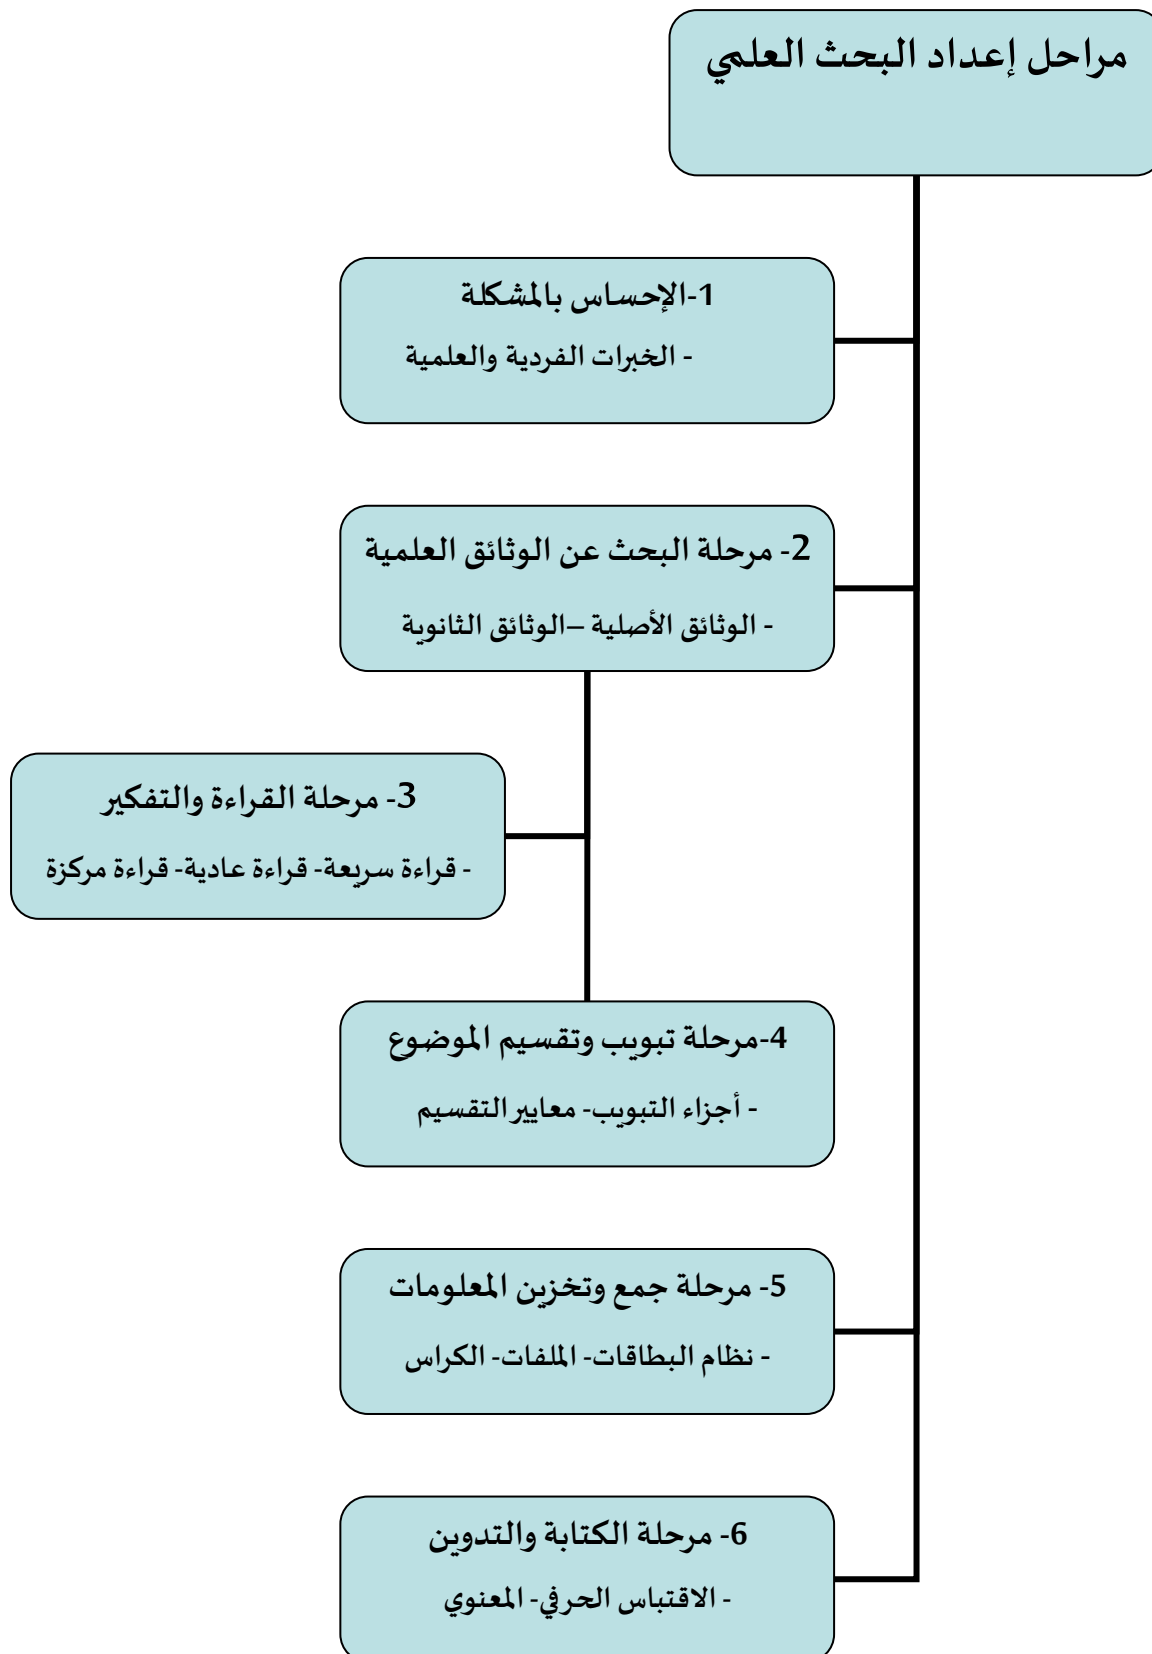 مراحل إعداد البحث العلمي
1-الإحساس بالمشكلة
- الخبرات الفردية والعلمية
2- مرحلة البحث عن الوثائق العلمية
- الوثائق الأصلية –الوثائق الثانوية
3- مرحلة القراءة والتفكير
- قراءة سريعة- قراءة عادية- قراءة مركزة
4-مرحلة تبويب وتقسيم الموضوع
- أجزاء التبويب- معايير التقسيم
5- مرحلة جمع وتخزين المعلومات
- نظام البطاقات- الملفات- الكراس
6- مرحلة الكتابة والتدوين
- الاقتباس الحرفي- المعنوي